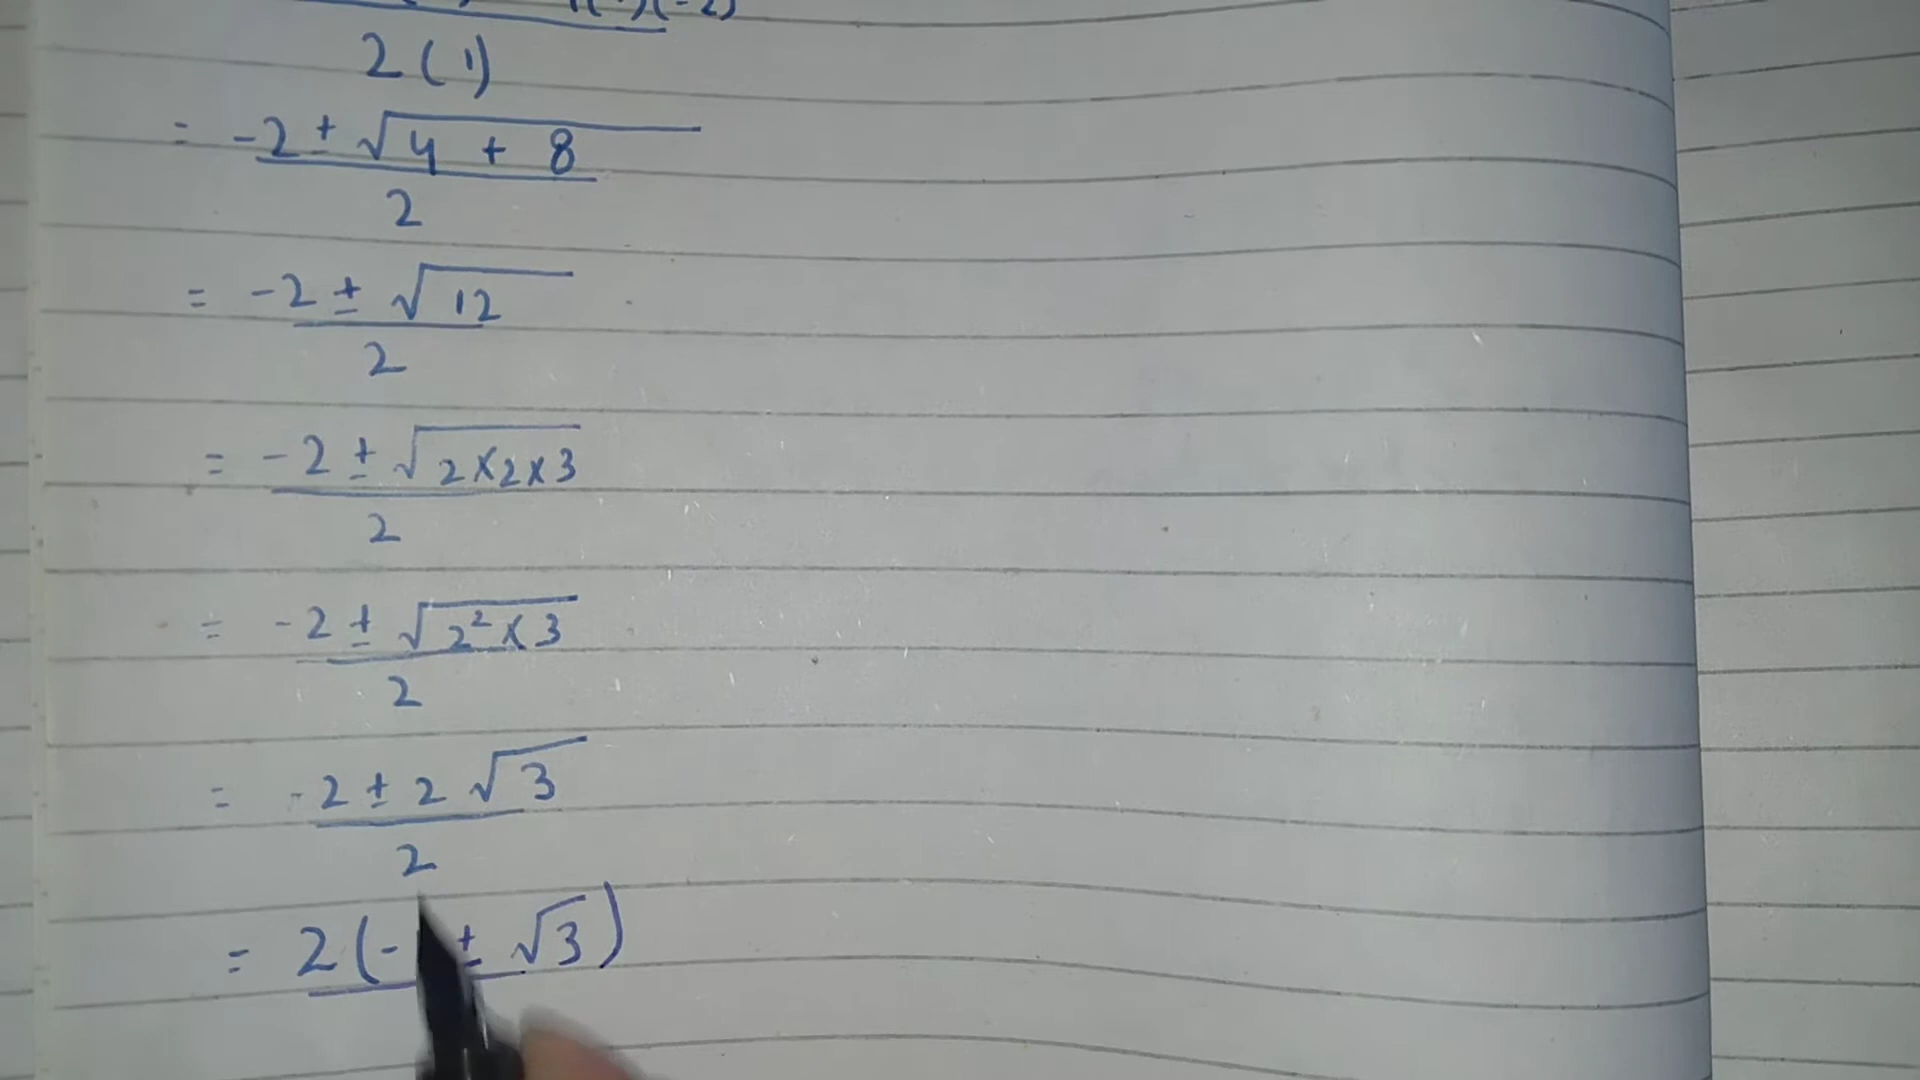 2 ( 1 )
= -2 ± √4 + 8
2
= -2 ± √12
2
= -2 ± √2×2×3
2
= -2 ± √2²×3
2
= -2 ± 2 √3
2
= 2(- ± √3)